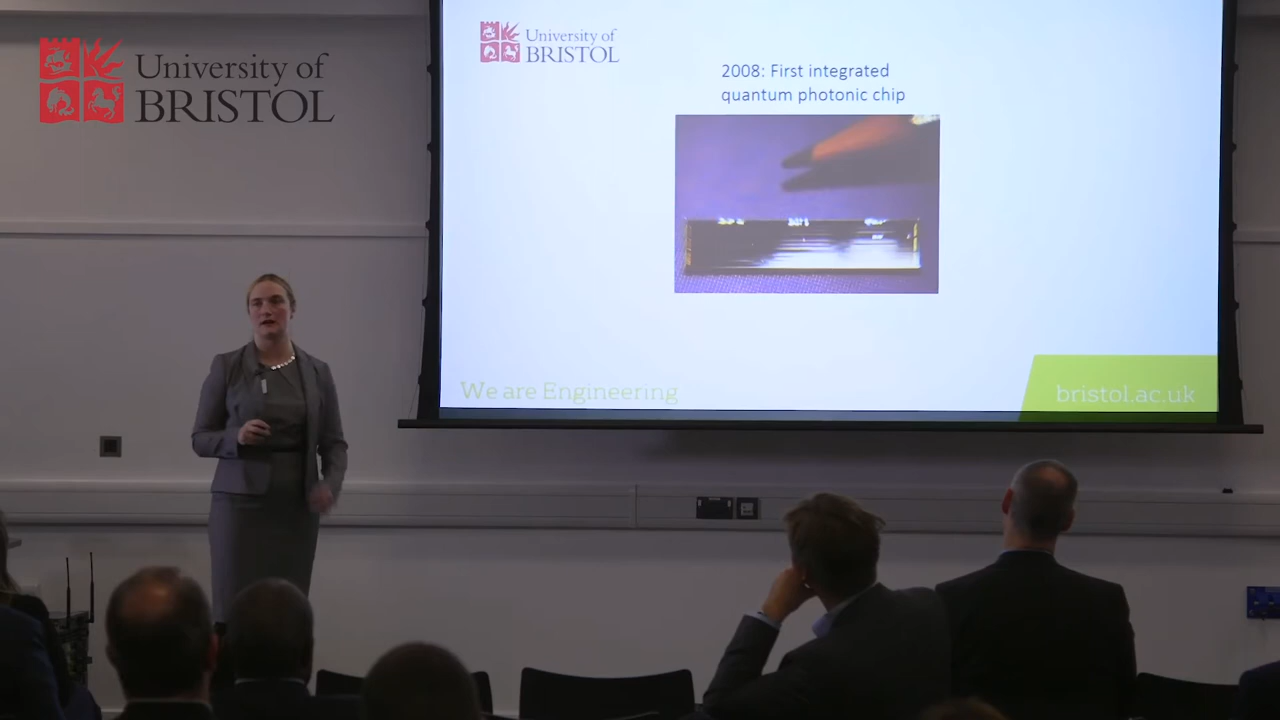 University of
BRISTOL
University of
BRISTOL
2008: First integrated
quantum photonic chip
We are Engineering
bristol.ac.uk